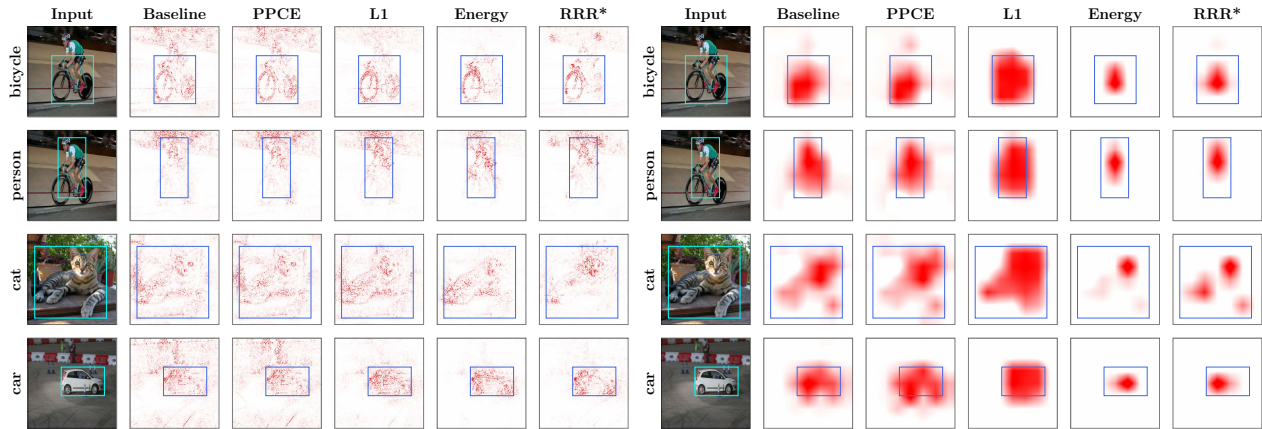 Input Baseline PPCE L1 Energy RRR* Input Baseline PPCE L1 Energy RRR*
bicycle bicycle
person person
cat cat
car car